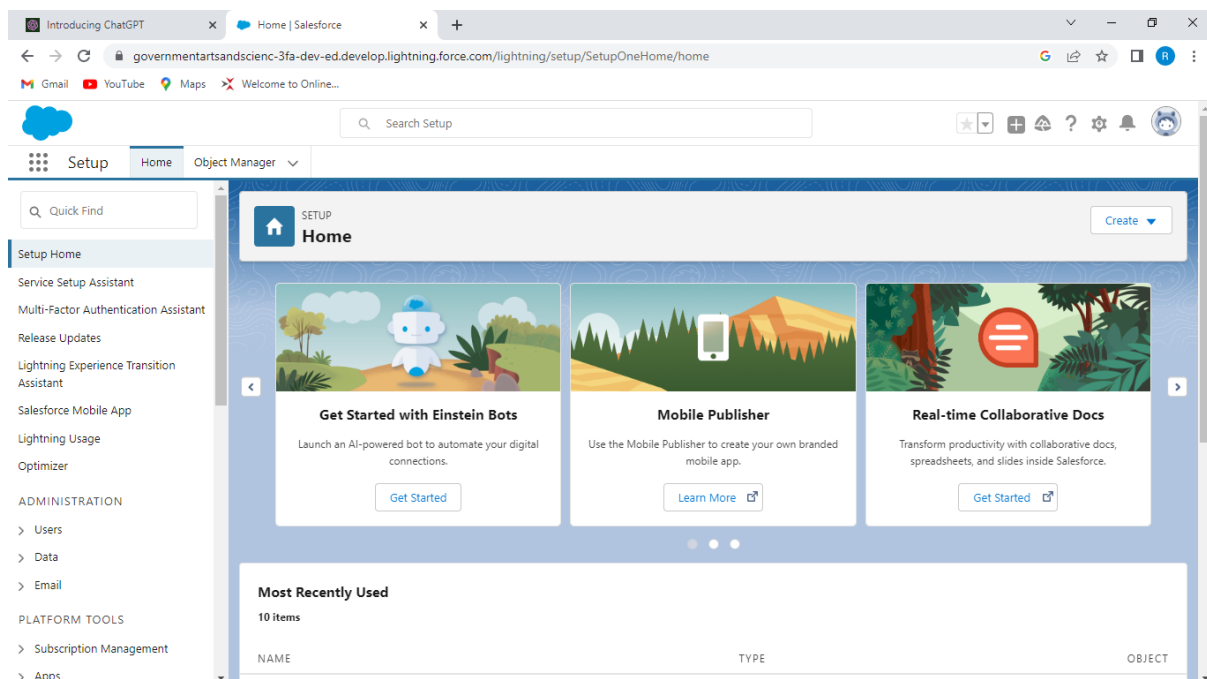 Introducing ChatGPT
Home | Salesforce
governmentartsandscienc-3fa-dev-ed.develop.lightning.force.com/lightning/setup/SetupOneHome/home
G
R
Gmail
YouTube
Maps
Welcome to Online...
Search Setup
Setup
Home
Object Manager
Quick Find
Setup Home
Service Setup Assistant
Multi-Factor Authentication Assistant
Release Updates
Lightning Experience Transition
Assistant
Salesforce Mobile App
Lightning Usage
Optimizer
ADMINISTRATION
Users
Data
Email
PLATFORM TOOLS
Subscription Management
Apps
SETUP
Home
Create
Get Started with Einstein Bots
Launch an AI-powered bot to automate your digital
connections.
Get Started
Mobile Publisher
Use the Mobile Publisher to create your own branded
mobile app.
Learn More
Real-time Collaborative Docs
Transform productivity with collaborative docs,
spreadsheets, and slides inside Salesforce.
Get Started
Most Recently Used
10 items
NAME TYPE OBJECT